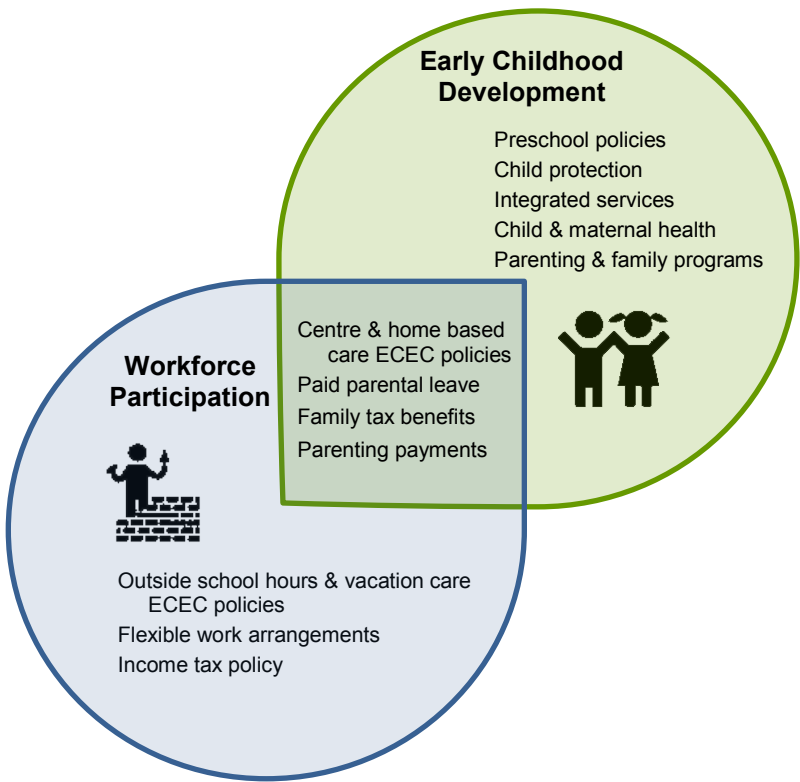 Early Childhood
Development
Preschool policies
Child protection
Integrated services
Child & maternal health
Parenting & family programs
Centre & home based
care ECEC policies
Paid parental leave
Family tax benefits
Parenting payments
Workforce
Participation
Outside school hours & vacation care
ECEC policies
Flexible work arrangements
Income tax policy